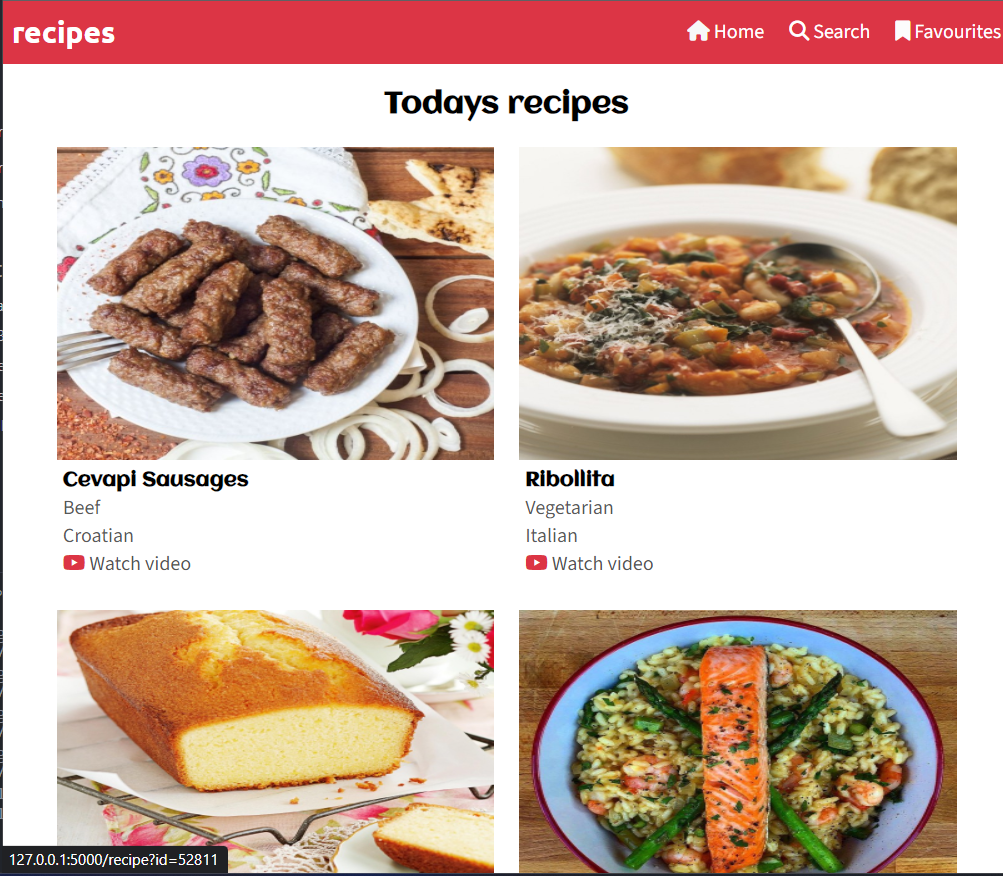 recipes
Home Search Favourites
Todays recipes
Cevapi Sausages
Beef
Croatian
Watch video
Ribollita
Vegetarian
Italian
Watch video
127.0.0.1:5000/recipe?id=52811